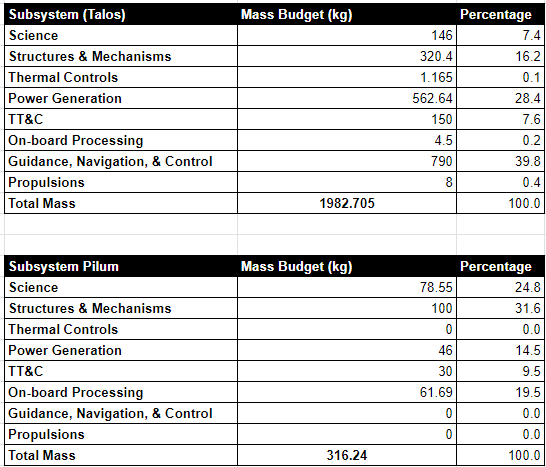 Subsystem (Talos) Mass Budget (kg) Percentage
Science 146 7.4
Structures & Mechanisms 320.4 16.2
Thermal Controls 1.165 0.1
Power Generation 562.64 28.4
TT&C 150 7.6
On-board Processing 4.5 0.2
Guidance, Navigation, & Control 790 39.8
Propulsions 8 0.4
Total Mass 1982.705 100.0
Subsystem Pilum Mass Budget (kg) Percentage
Science 78.55 24.8
Structures & Mechanisms 100 31.6
Thermal Controls 0 0.0
Power Generation 46 14.5
TT&C 30 9.5
On-board Processing 61.69 19.5
Guidance, Navigation, & Control 0 0.0
Propulsions 0 0.0
Total Mass 316.24 100.0